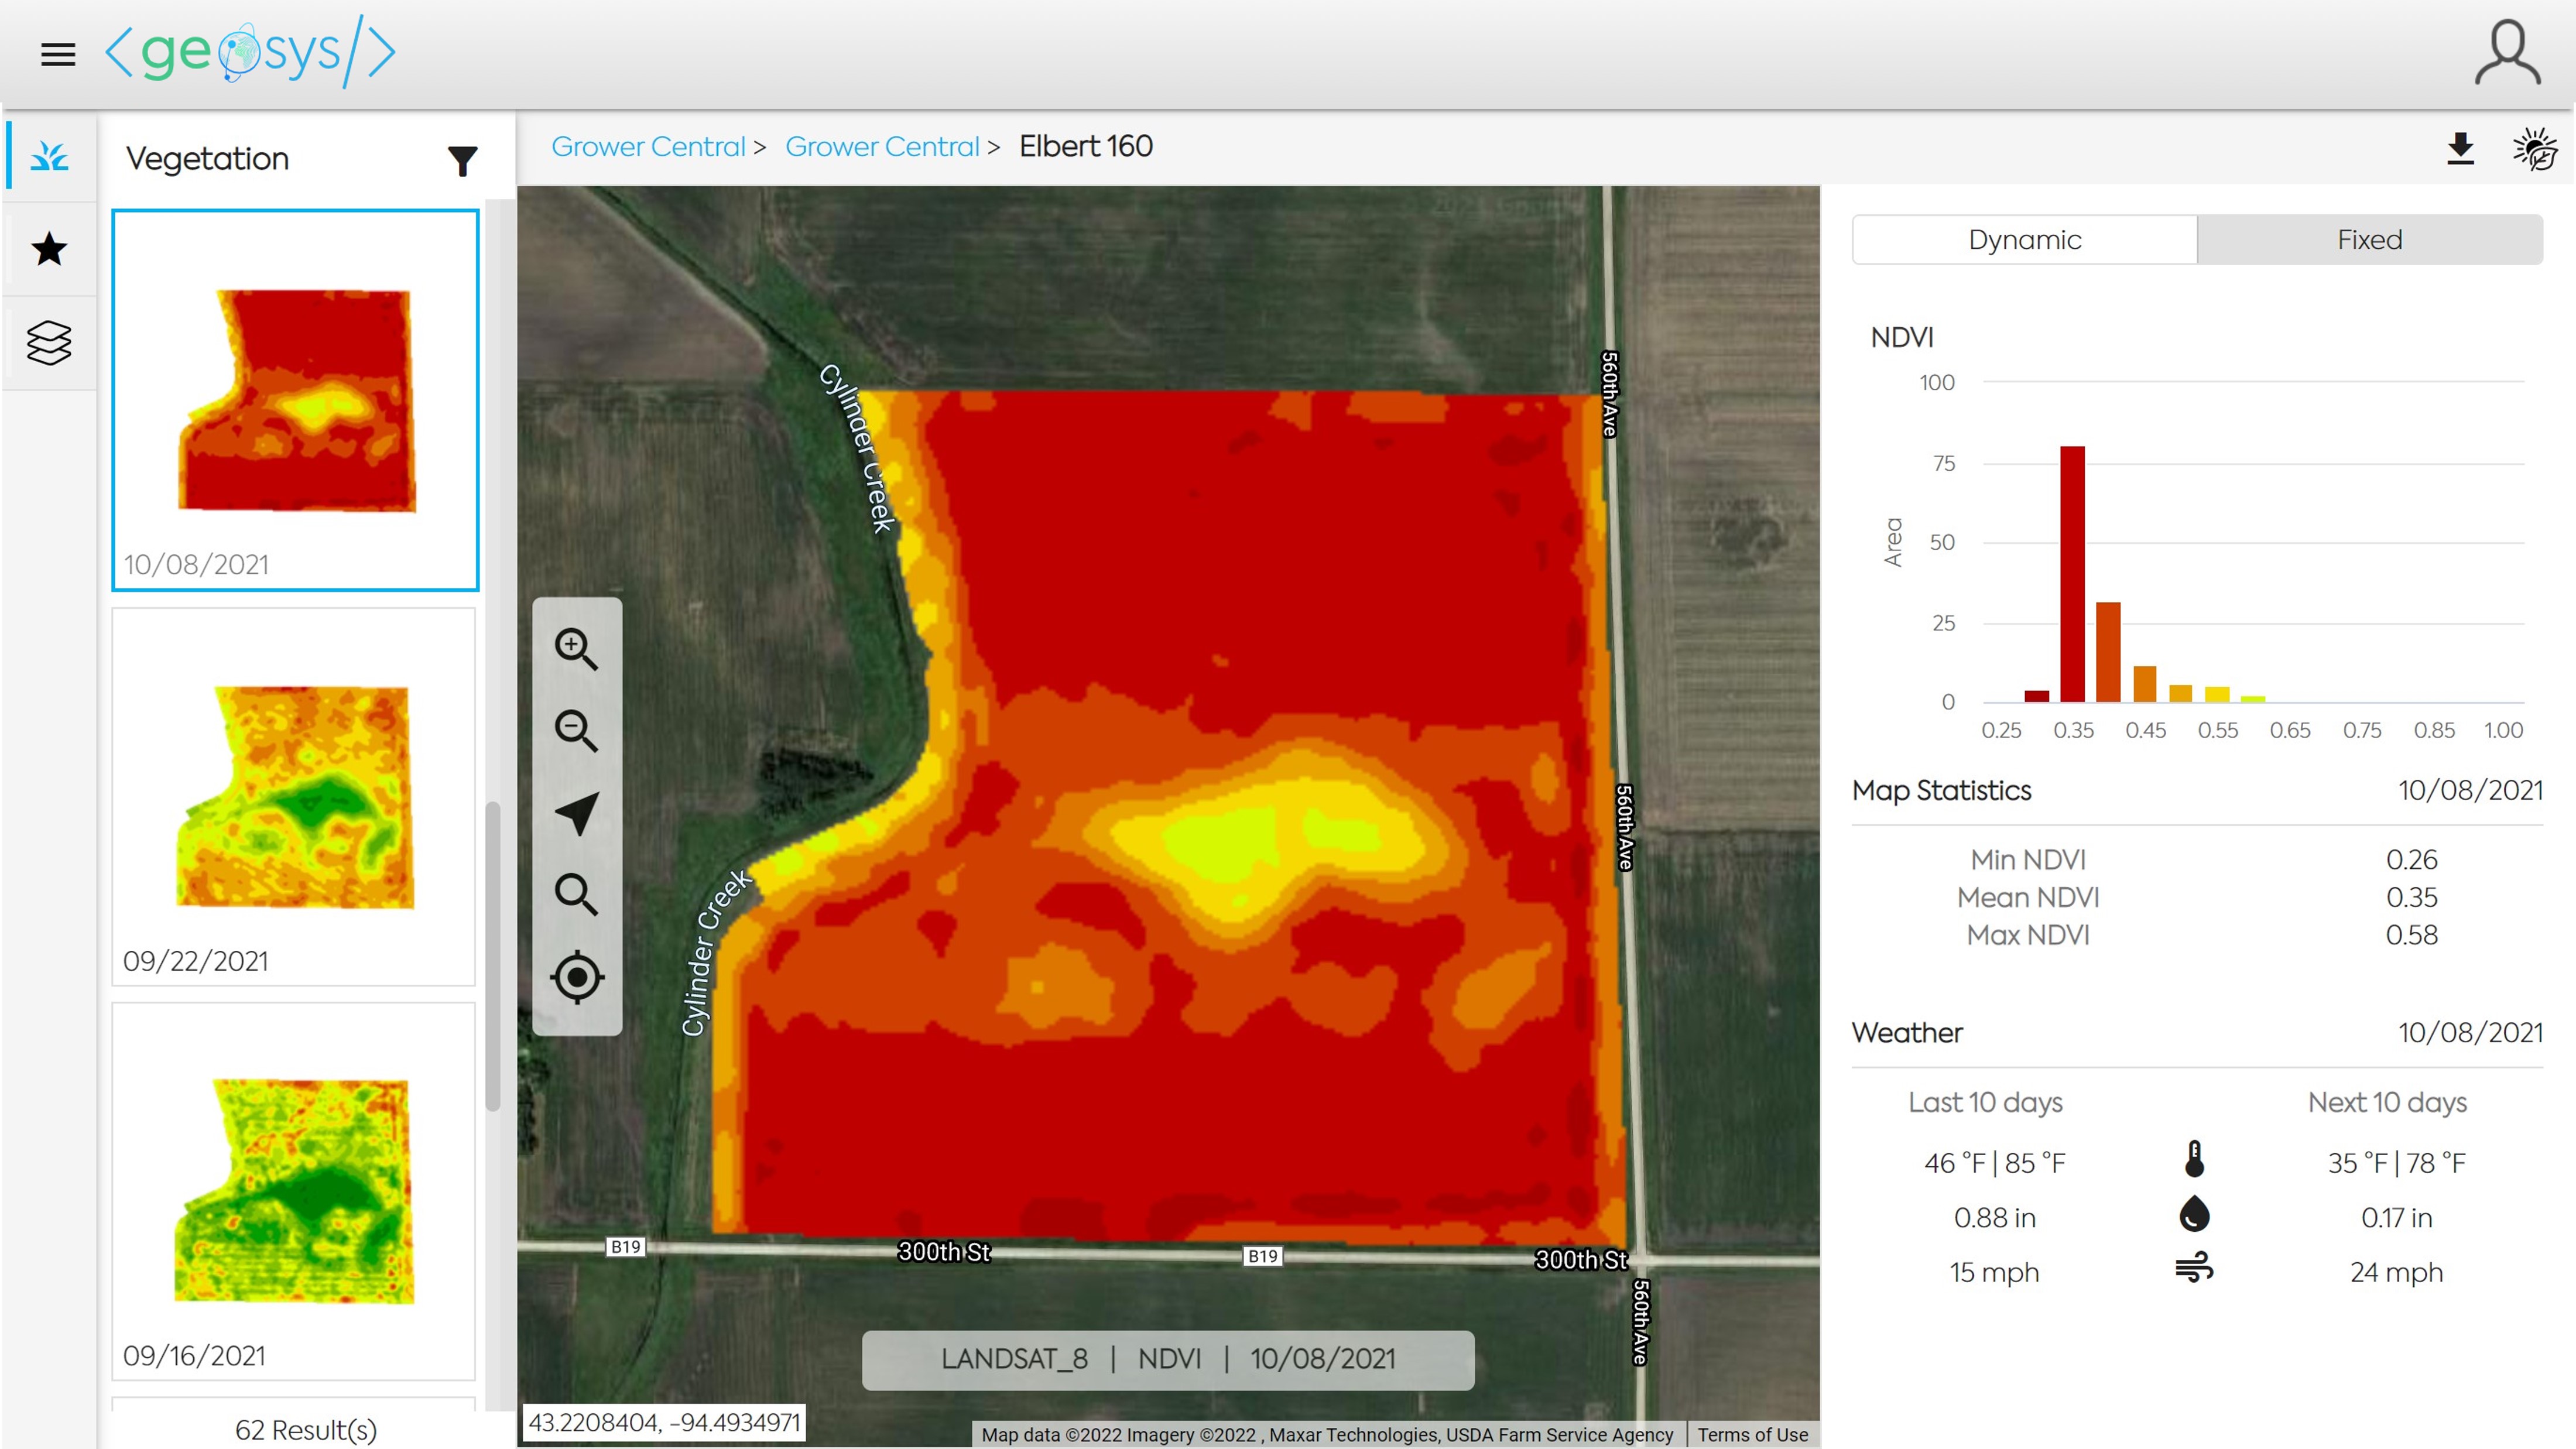 <geosys/>
Vegetation
10/08/2021
09/22/2021
09/16/2021
62 Result(s)
Grower Central > Grower Central > Elbert 160
Cylinder Creek
Cylinder Creek
560th Ave
560th Ave
560th Ave
B19
300th St
B19
300th St
LANDSAT_8 | NDVI | 10/08/2021
43.2208404, -94.4934971
Map data ©2022 Imagery ©2022 , Maxar Technologies, USDA Farm Service Agency
Terms of Use
Dynamic
Fixed
NDVI
Area
100
75
50
25
0
0.25 0.35 0.45 0.55 0.65 0.75 0.85 1.00
Map Statistics 10/08/2021
Min NDVI 0.26
Mean NDVI 0.35
Max NDVI 0.58
Weather 10/08/2021
Last 10 days Next 10 days
46 °F | 85 °F 35 °F | 78 °F
0.88 in 0.17 in
15 mph 24 mph